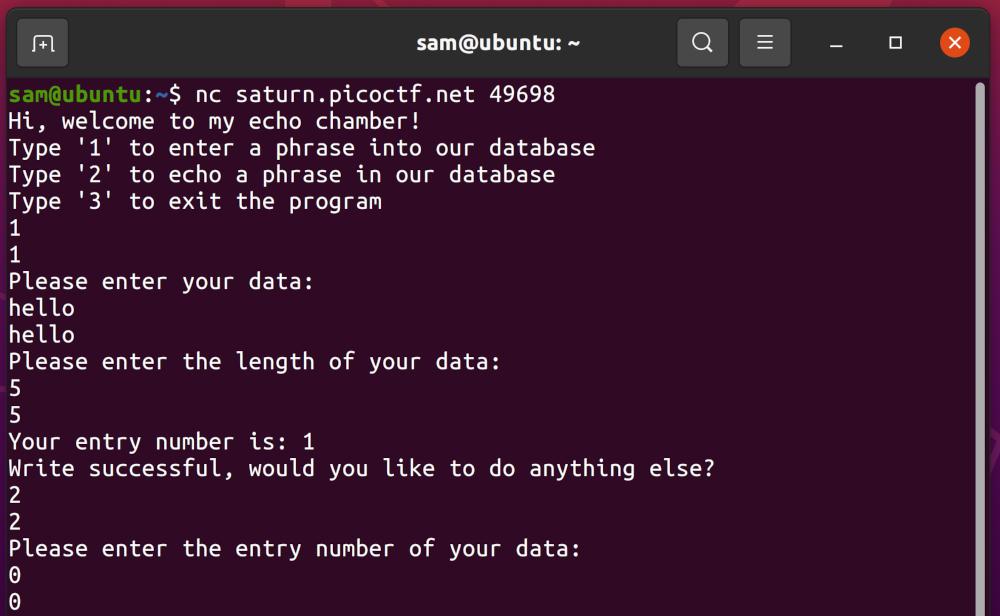 sam@ubuntu: ~
sam@ubuntu:~$ nc saturn.picoctf.net 49698
Hi, welcome to my echo chamber!
Type '1' to enter a phrase into our database
Type '2' to echo a phrase in our database
Type '3' to exit the program
1
1
Please enter your data:
hello
hello
Please enter the length of your data:
5
5
Your entry number is: 1
Write successful, would you like to do anything else?
2
2
Please enter the entry number of your data:
0
0